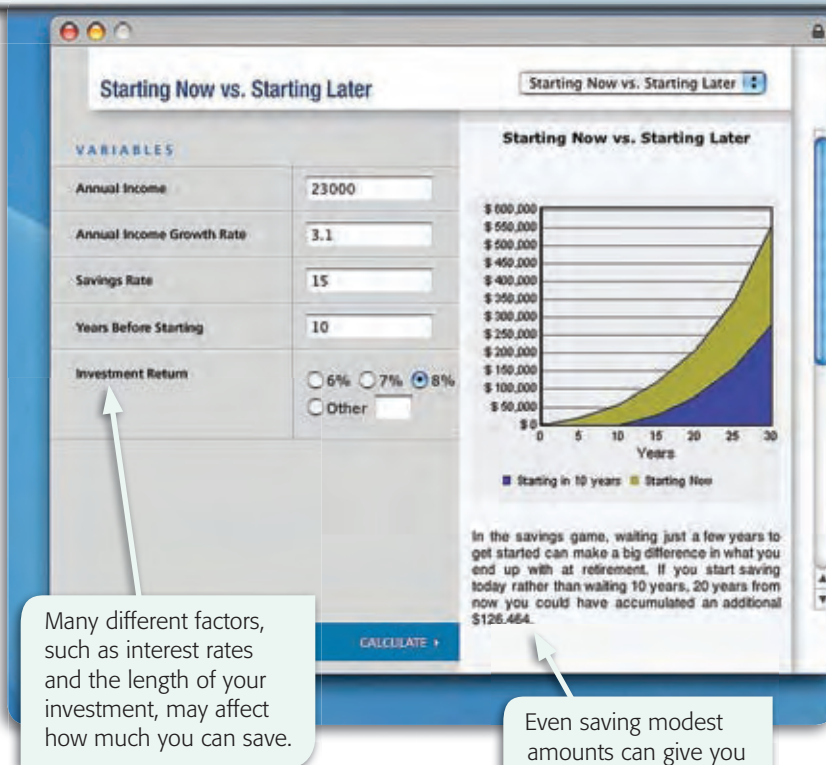 Starting Now vs. Starting Later
Starting Now vs. Starting Later
VARIABLES
Annual Income
23000
Annual Income Growth Rate
3.1
Savings Rate
15
Years Before Starting
10
Investment Return
6% 7% 8%
Other
CALCULATE
Starting Now vs. Starting Later
$ 600,000
$ 550,000
$ 500,000
$ 450,000
$ 400,000
$ 350,000
$ 300,000
$ 250,000
$ 200,000
$ 150,000
$ 100,000
$ 50,000
$ 0
0 5 10 15 20 25 30
Years
Starting in 10 years Starting Now
In the savings game, waiting just a few years to
get started can make a big difference in what you
end up with at retirement. If you start saving
today rather than waiting 10 years, 20 years from
now you could have accumulated an additional
$126,464.
Many different factors,
such as interest rates
and the length of your
investment, may affect
how much you can save.
Even saving modest
amounts can give you